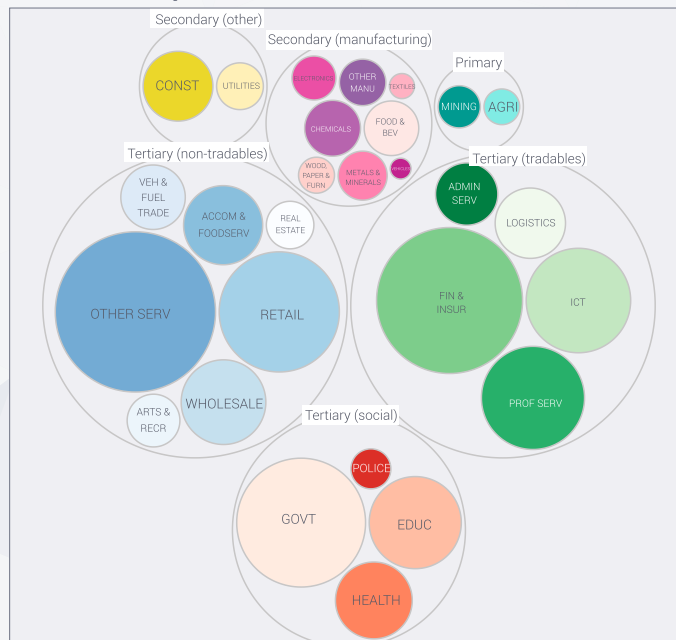 Secondary (other)
CONST
UTILITIES
Secondary (manufacturing)
ELECTRONICS
OTHER
MANU
TEXTILES
CHEMICALS
FOOD &
BEV
WOOD,
PAPER &
FURN
METALS &
MINERALS
VEHICLES
Primary
MINING
AGRI
Tertiary (non-tradables)
VEH &
FUEL
TRADE
ACCOM &
FOODSERV
REAL
ESTATE
OTHER SERV
RETAIL
WHOLESALE
ARTS &
RECR
Tertiary (tradables)
ADMIN
SERV
LOGISTICS
FIN &
INSUR
ICT
PROF SERV
Tertiary (social)
POLICE
GOVT
EDUC
HEALTH